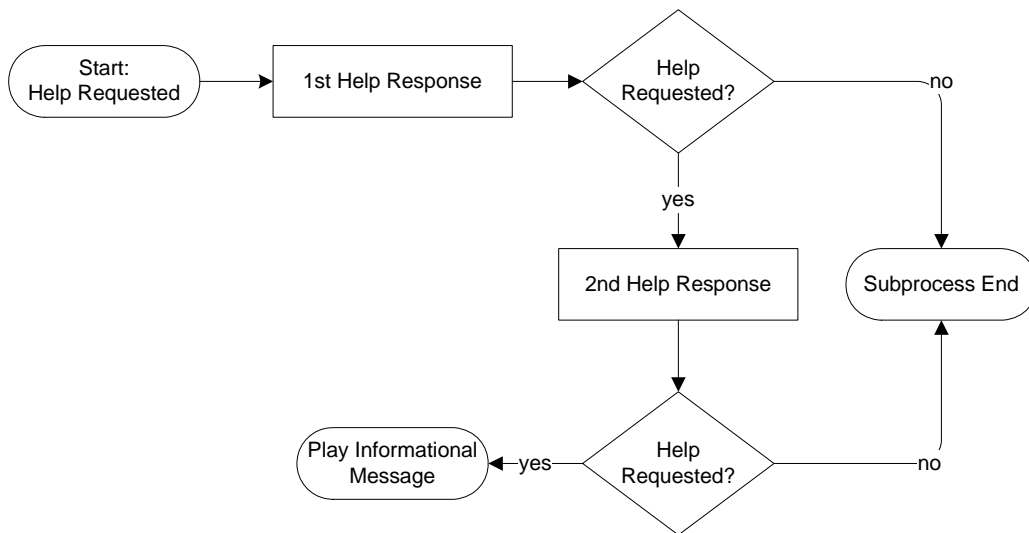 Start:
Help Requested
1st Help Response
Help
Requested?
no
yes
2nd Help Response
Subprocess End
Play Informational
Message
yes
Help
Requested?
no